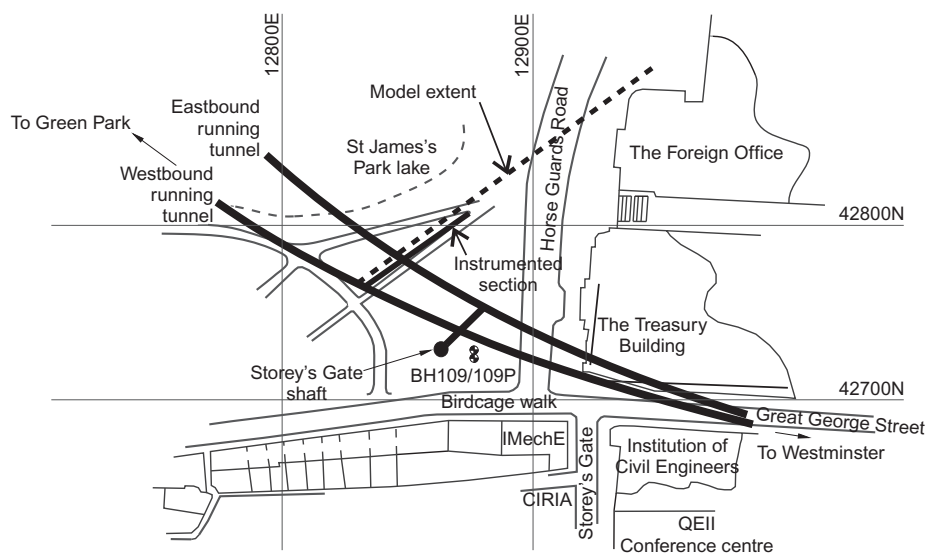 12800E
12900E
Eastbound
running
tunnel
Model extent
To Green Park
St James's
Park lake
Horse Guards Road
The Foreign Office
Westbound
running
tunnel
42800N
Instrumented
section
The Treasury
Building
Storey's Gate
shaft
BH109/109P
42700N
Birdcage walk
Great George Street
IMechE
Storey's Gate
Institution of
Civil Engineers
To Westminster
CIRIA
QEII
Conference centre